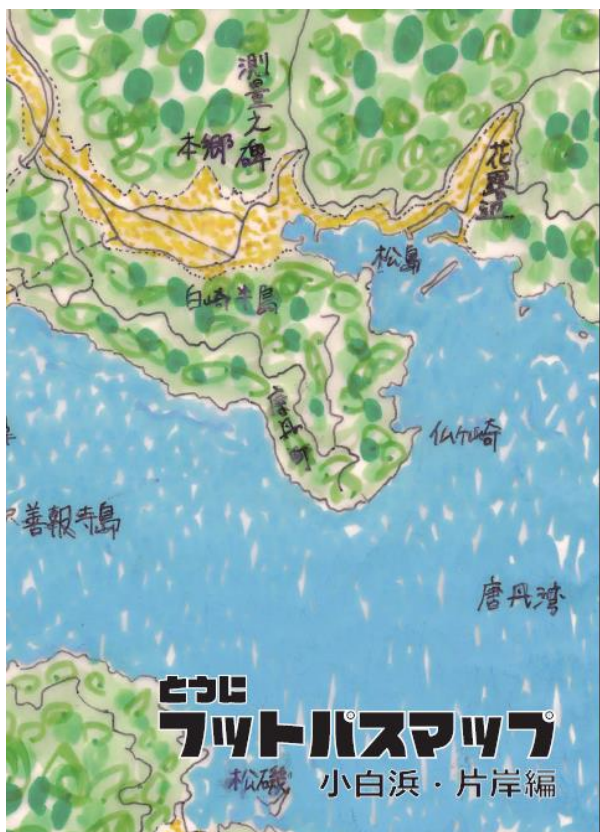 測量之碑
本郷
花露辺
松島
白崎半島
唐丹町
仏ヶ崎
善報寺島
唐丹湾
とうに
フットパスマップ
松磯
小白浜・片岸編